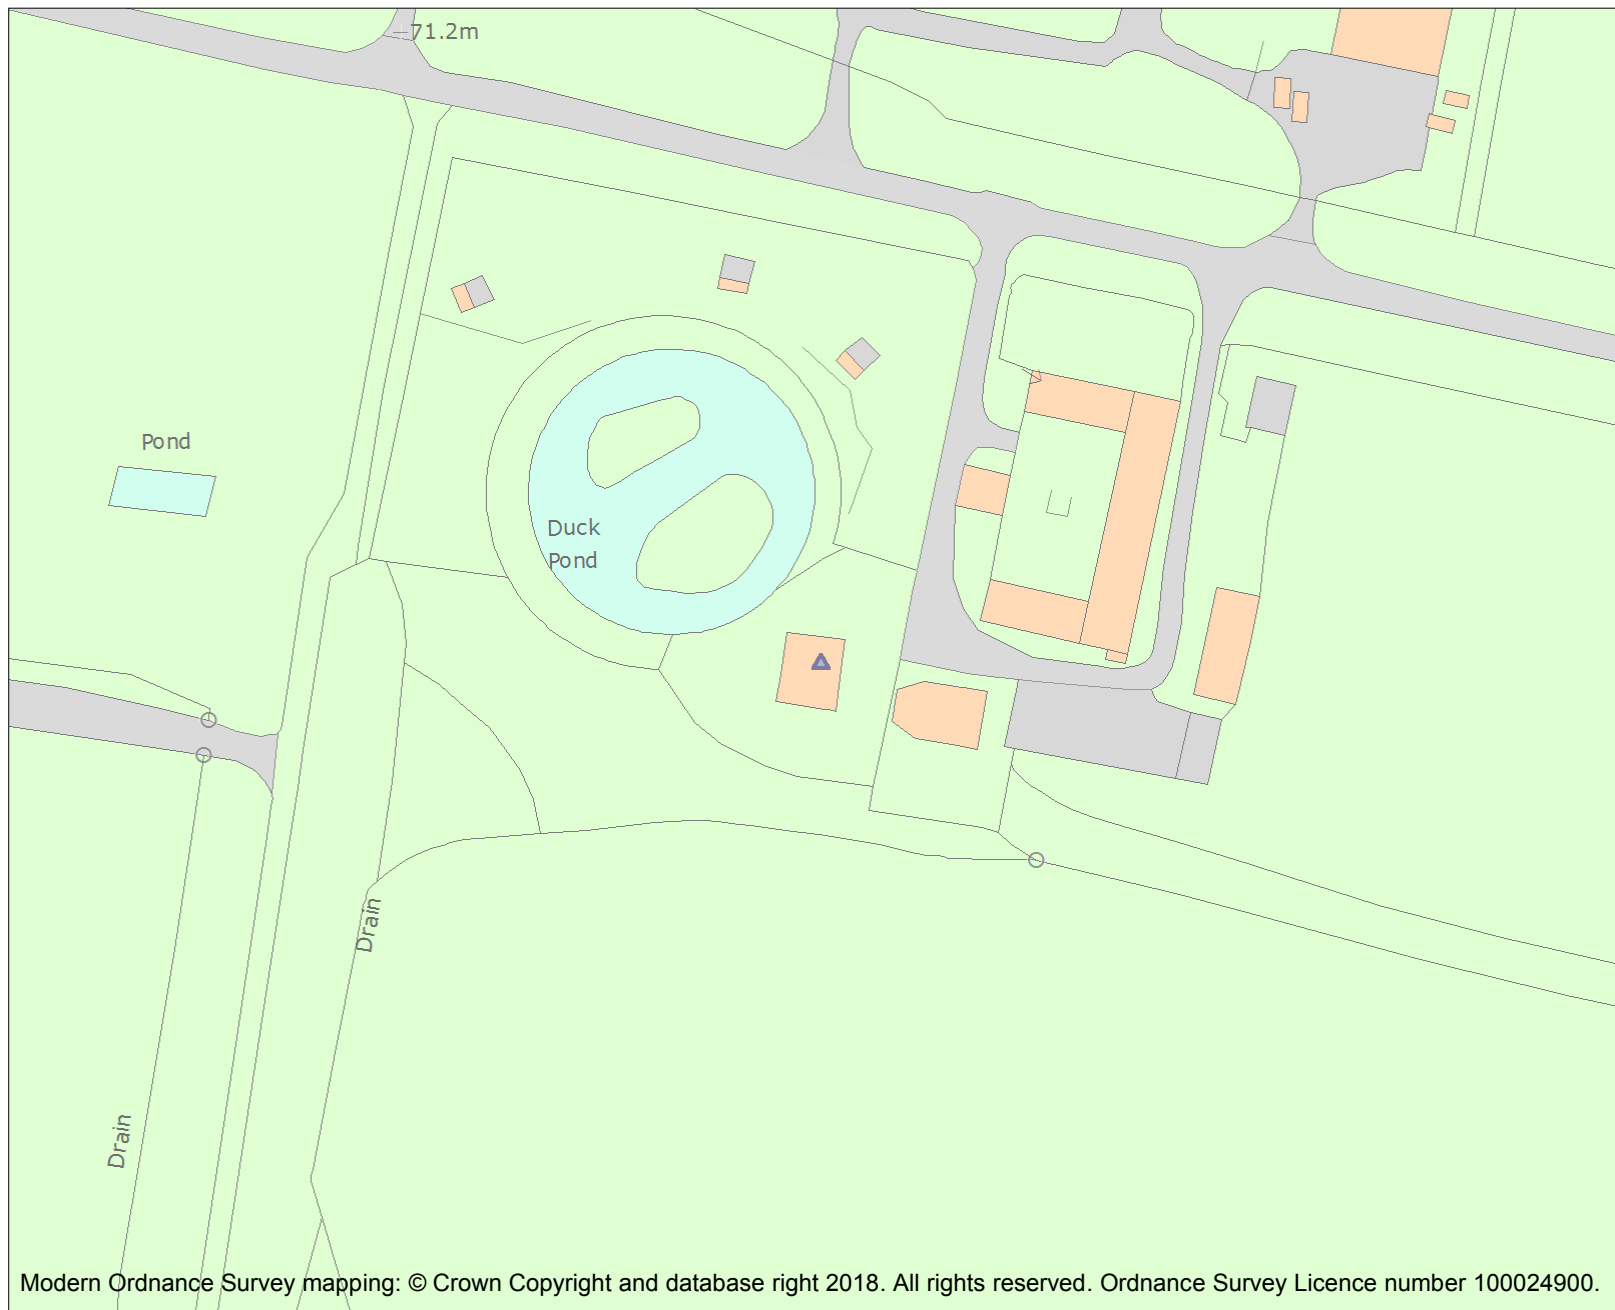 71.2m
Pond
Duck
Pond
Drain
Drain
Modern Ordnance Survey mapping: © Crown Copyright and database right 2018. All rights reserved. Ordnance Survey Licence number 100024900.